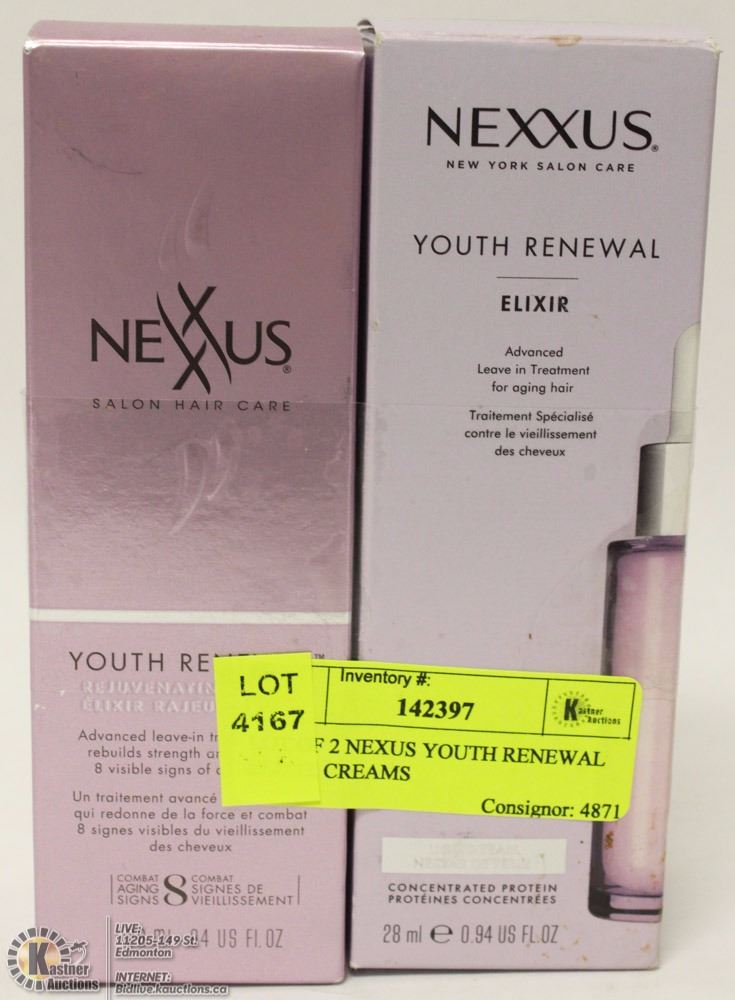 NEXXUS®
SALON HAIR CARE
YOUTH
REJUVENATIN
ÉLIXIR RAJEU
Advanced leave-in
rebuilds strength
8 visible signs of
Un traitement avancé
qui redonne de la force et combat
8 signes visibles du vieillissement
des cheveux
COMBAT
AGING
SIGNS
8
COMBAT
SIGNES DE
VIEILLISSEMENT
US FL.OZ
NEXXUS®
NEW YORK SALON CARE
YOUTH RENEWAL
ELIXIR
Advanced
Leave in Treatment
for aging hair
Traitement Spécialisé
contre le vieillissement
des cheveux
CONCENTRATED PROTEIN
PROTÉINES CONCENTRÉES
28 ml e 0.94 US FL.OZ
LOT
4167
Inventory #:
142397
Kastner
Auctions
2 NEXUS YOUTH RENEWAL
CREAMS
Consignor: 4871
Kastner
Auctions
LIVE:
11205-149 St.
Edmonton
INTERNET:
Bidlive.kauctions.ca